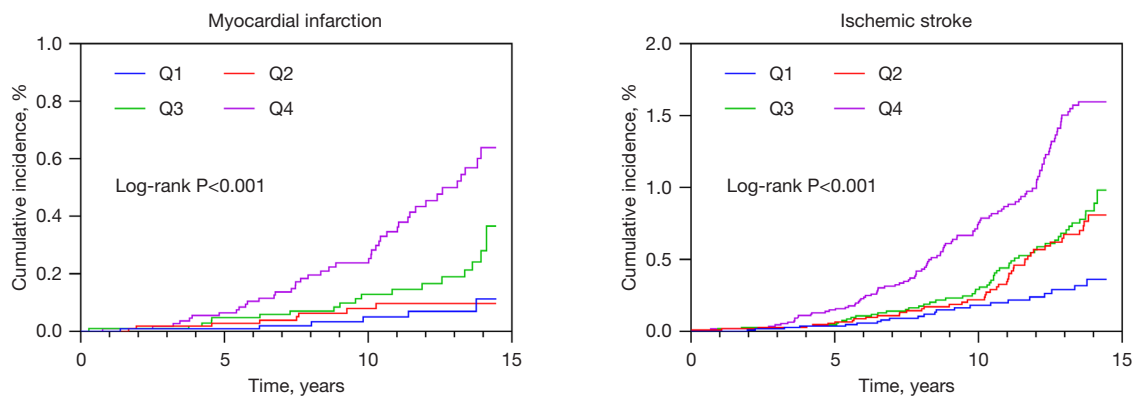 Myocardial infarction
Cumulative incidence, %
1.0
0.8
0.6
0.4
0.2
0.0
Q1 Q2
Q3 Q4
Log-rank P<0.001
0 5 10 15
Time, years
Ischemic stroke
Cumulative incidence, %
2.0
1.5
1.0
0.5
0.0
Q1 Q2
Q3 Q4
Log-rank P<0.001
0 5 10 15
Time, years